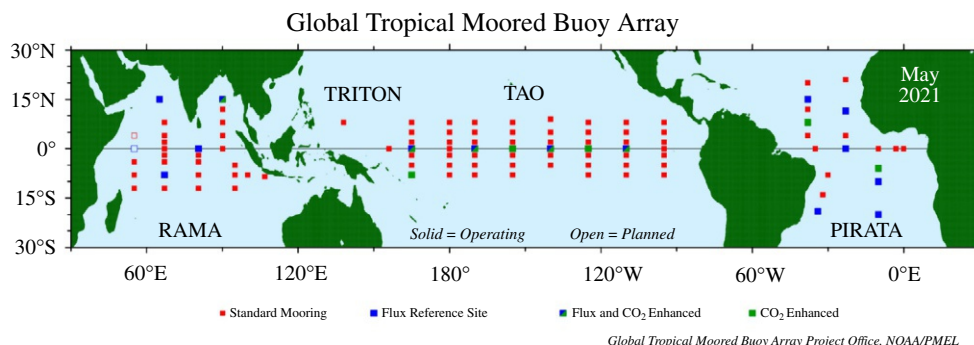 Global Tropical Moored Buoy Array
30°N
15°N
0°
15°S
30°S
TRITON
TAO
May
2021
RAMA
Solid = Operating
Open = Planned
PIRATA
60°E
120°E
180°
120°W
60°W
0°E
Standard Mooring
Flux Reference Site
Flux and CO₂ Enhanced
CO₂ Enhanced
Global Tropical Moored Buoy Array Project Office, NOAA/PMEL